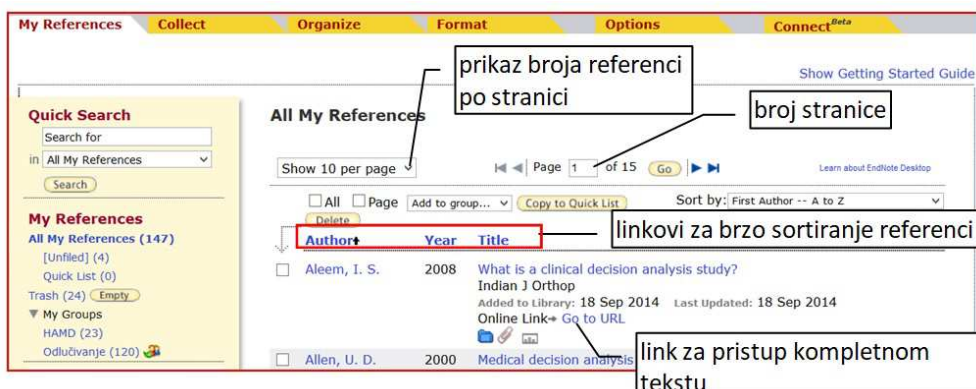 My References Collect Organize Format Options Connect Beta
prikaz broja referenci
po stranici
Show Getting Started Guide
broj stranice
Quick Search
Search for
in All My References
Search
All My References
Show 10 per page Page 1 of 15 Go Learn about EndNote Desktop
All Page Add to group... Copy to Quick List Sort by: First Author -- A to Z
Delete
linkovi za brzo sortiranje referenci
Author Year Title
My References
All My References (147)
[Unfiled] (4)
Quick List (0)
Trash (24) Empty
▼ My Groups
HAMD (23)
Odlučivanje (120)
Aleem, I. S. 2008 What is a clinical decision analysis study?
Indian J Orthop
Added to Library: 18 Sep 2014 Last Updated: 18 Sep 2014
Online Link→ Go to URL
Allen, U. D. 2000 Medical decision analysis
link za pristup kompletnom
tekstu